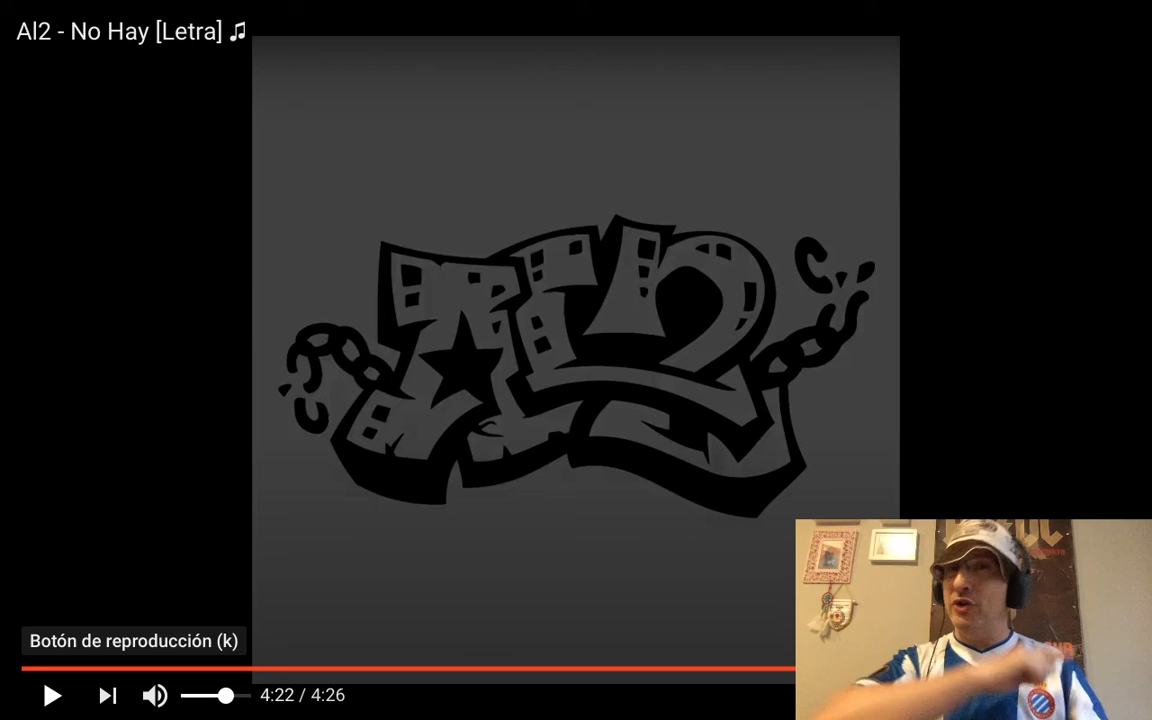 Al2 - No Hay [Letra] ♫
Al2
Botón de reproducción (k)
4:22 / 4:26